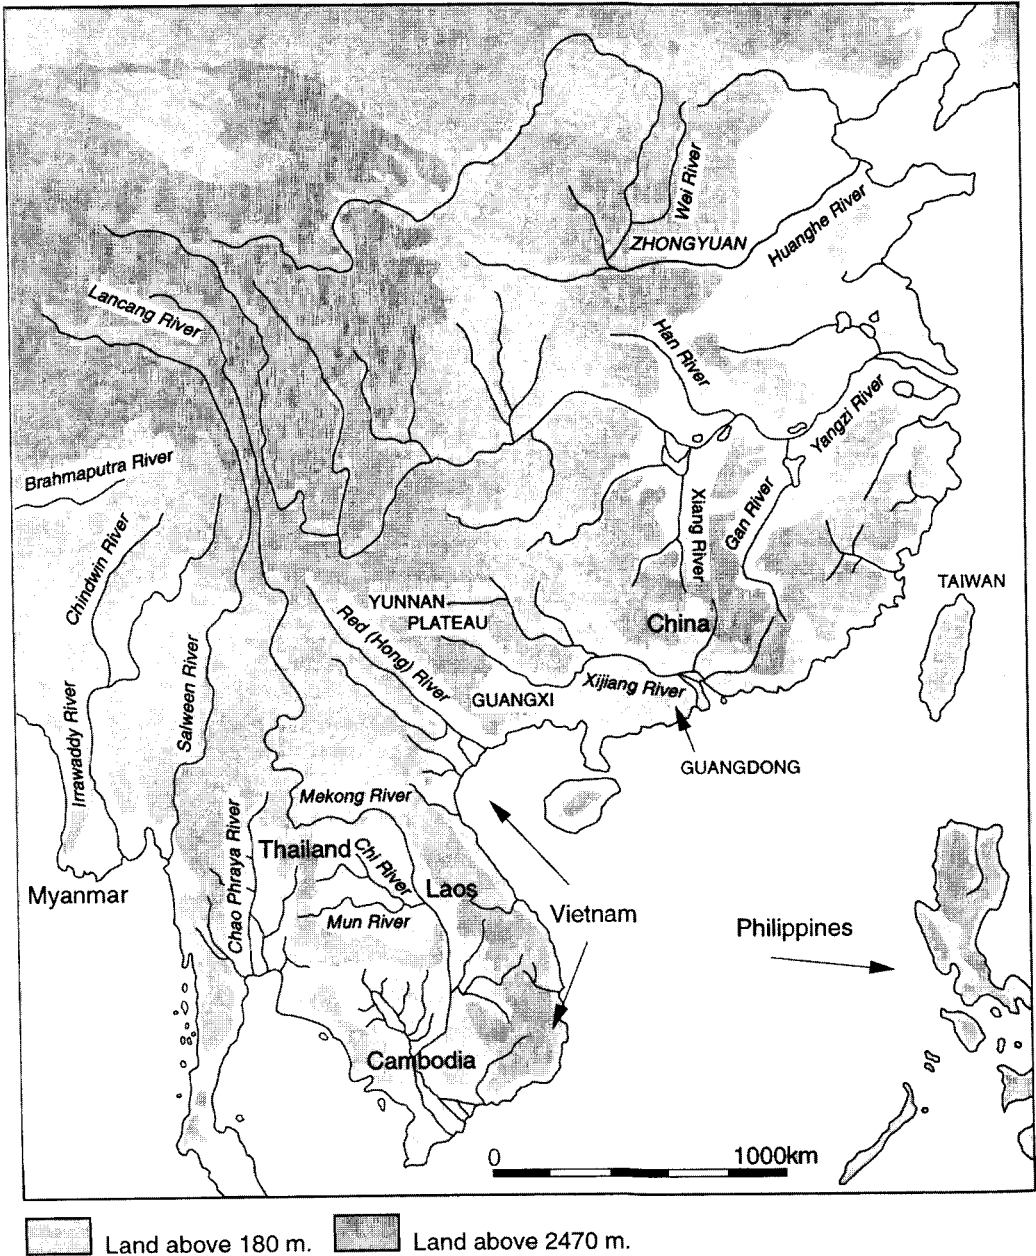 Wei River
Huanghe River
ZHONGYUAN
Lancang River
Han River
Yangzi River
Brahmaputra River
Chindwin River
Xiang River
Gan River
TAIWAN
YUNNAN
PLATEAU
China
Red (Hong) River
Salween River
Irrawaddy River
GUANGXI
Xijiang River
GUANGDONG
Mekong River
Chao Phraya River
Thailand
Chi River
Laos
Myanmar
Mun River
Vietnam
Philippines
Cambodia
0
1000km
Land above 180 m.
Land above 2470 m.